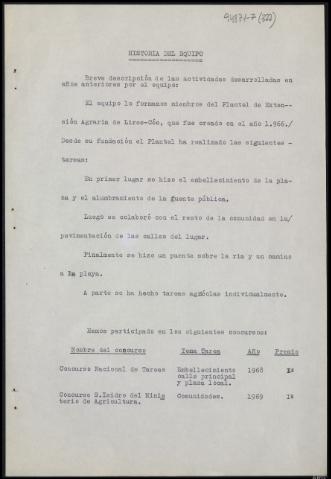 94871-7 (322)
HISTORIA DEL EQUIPO
Breve descripción de las actividades desarrolladas en
años anteriores por el equipo:
El equipo lo formamos miembros del Plantel de Exten--
sión Agraria de Lires-Cée, que fue creado en el año 1.966./
Desde su fundación el Plantel ha realizado las siguientes -
tareas:
En primer lugar se hizo el embellecimiento de la pla-
za y el alumbramiento de la fuente pública.
Luego se colaboró con el resto de la comunidad en la/
pavimentación de las calles del lugar.
Finalmente se hizo un puente sobre la ria y un camino
a la playa.
A parte se ha hecho tareas agrícolas individualmente.
Hemos participado en los siguientes concursos:
Nombre del concurso Tema Tarea Año Premio
Concurso Nacional de Tareas Embellecimiento 1968 1º
calle principal
y plaza local.
Concurso S.Isidro del Minis Comunidades. 1969 1º
terio de Agricultura.